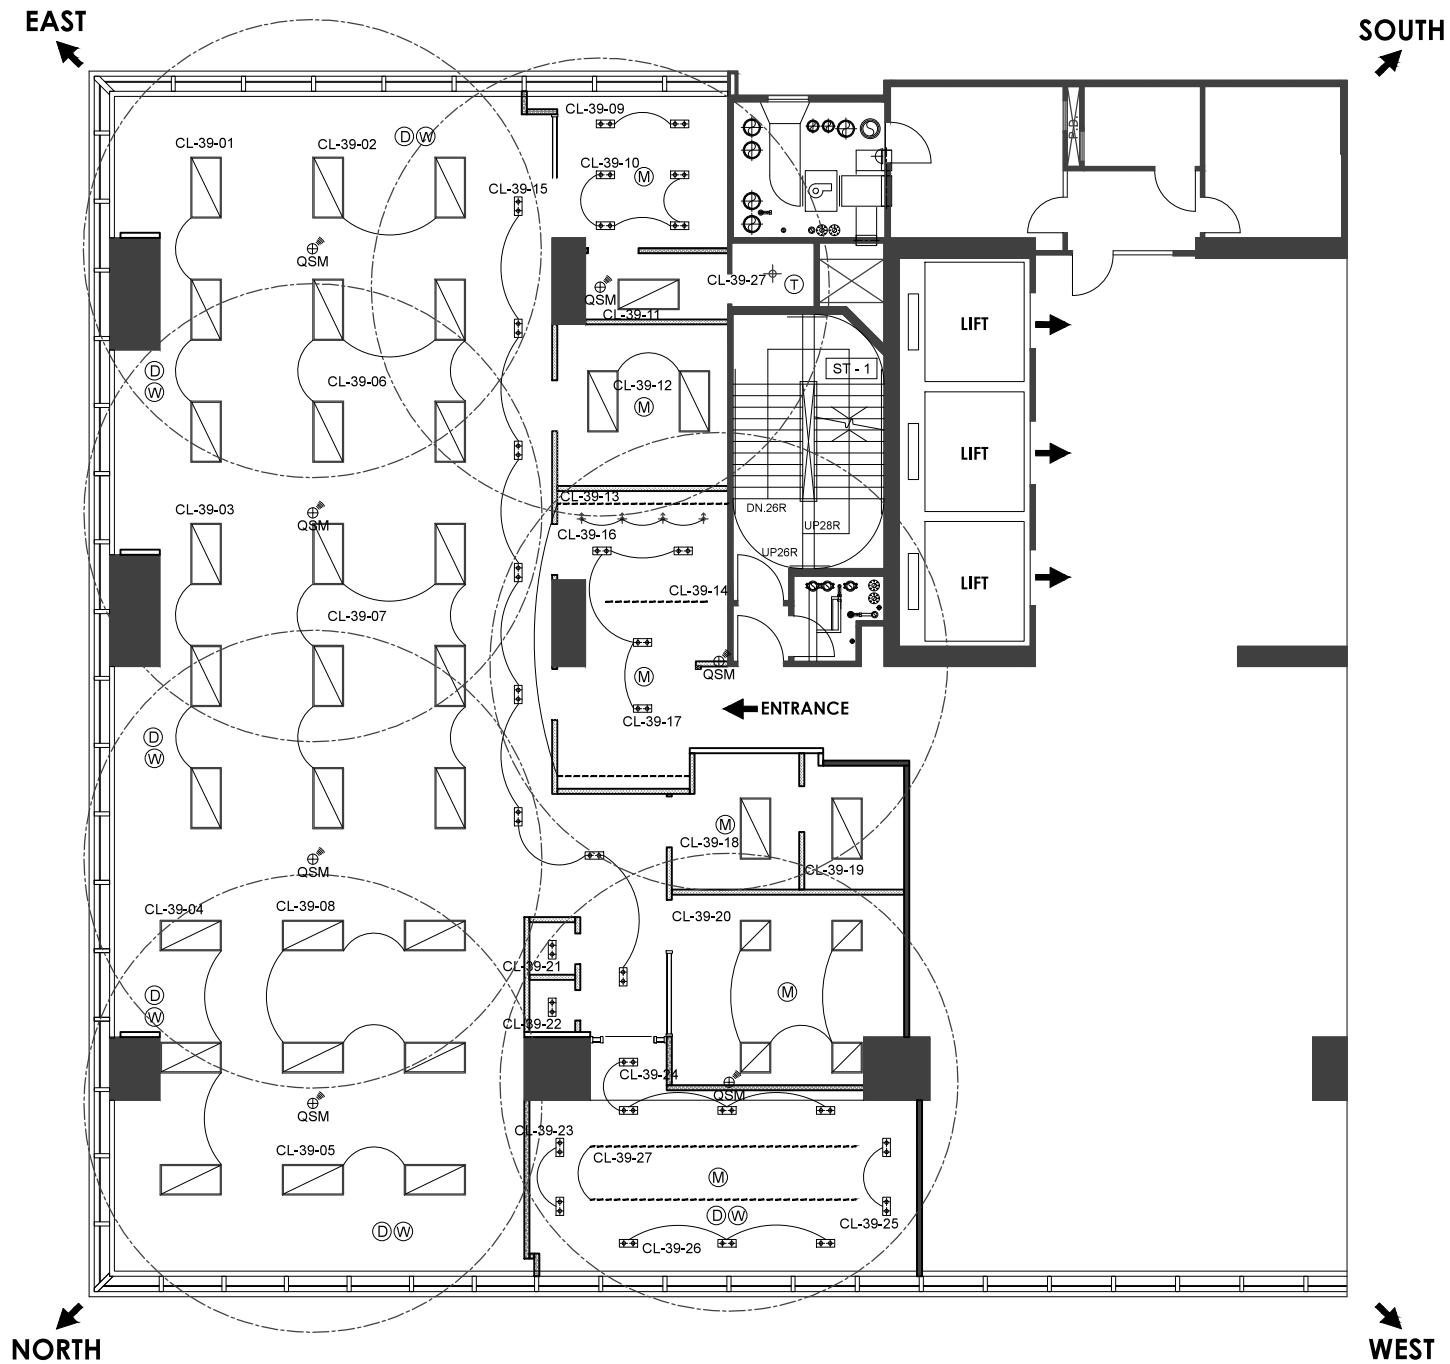 EAST
SOUTH
CL-39-09
P.D.
CL-39-01
CL-39-02
D W
CL-39-10
M
CL-39-15
QSM
CL-39-27
T
QSM
CL-39-11
LIFT
D
W
CL-39-06
CL-39-12
M
ST - 1
LIFT
CL-39-13
CL-39-03
QSM
DN.26R
UP28R
CL-39-16
UP26R
CL-39-14
LIFT
CL-39-07
M
QSM
ENTRANCE
CL-39-17
D
W
M
CL-39-18
QSM
CL-39-19
CL-39-04
CL-39-08
CL-39-20
CL-39-21
D
W
M
CL-39-22
CL-39-24
QSM
QSM
CL-39-23
CL-39-05
CL-39-27
M
D W
CL-39-25
D W
CL-39-26
NORTH
WEST